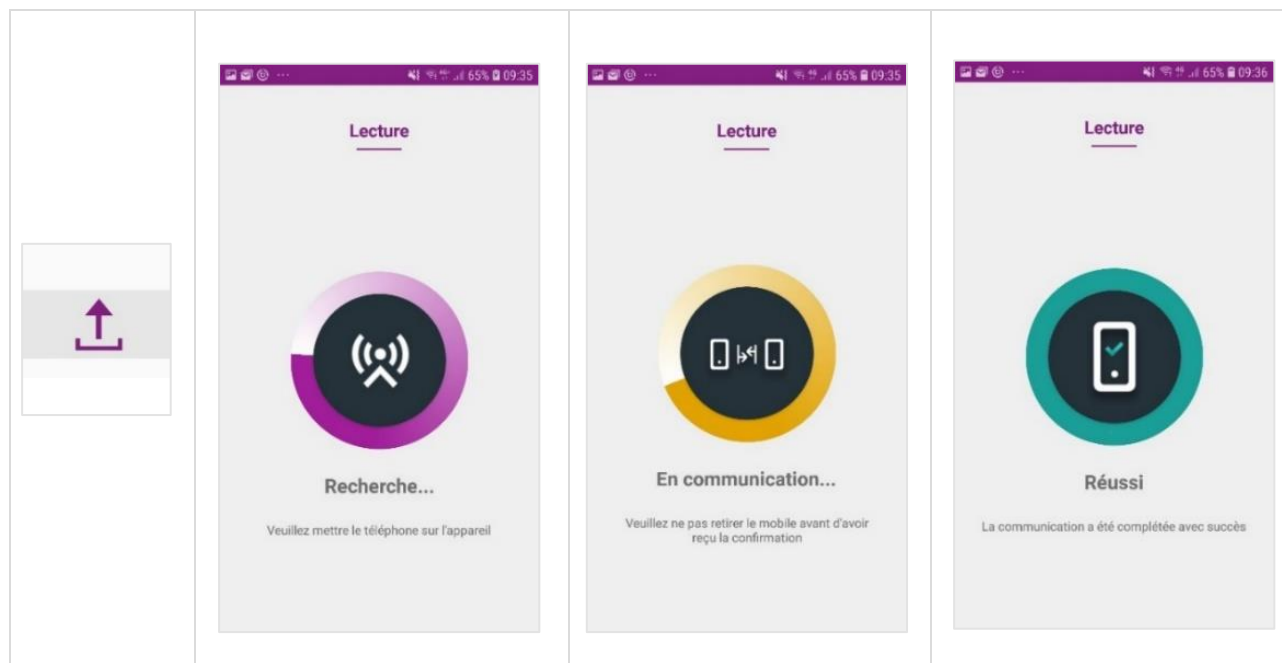 65% 09:35
Lecture
Recherche...
Veuillez mettre le téléphone sur l'appareil
65% 09:35
Lecture
En communication...
Veuillez ne pas retirer le mobile avant d'avoir
reçu la confirmation
65% 09:36
Lecture
Réussi
La communication a été complétée avec succès